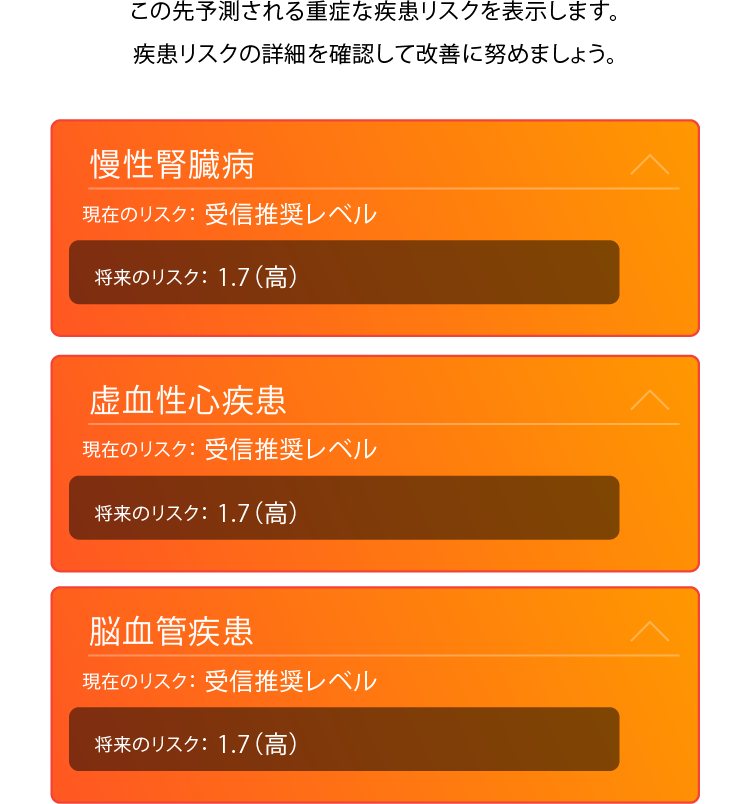 この先予測される重症な疾患リスクを表示します。
疾患リスクの詳細を確認して改善に努めましょう。
慢性腎臓病
現在のリスク：受信推奨レベル
将来のリスク：1.7（高）
虚血性心疾患
現在のリスク：受信推奨レベル
将来のリスク：1.7（高）
脳血管疾患
現在のリスク：受信推奨レベル
将来のリスク：1.7（高）